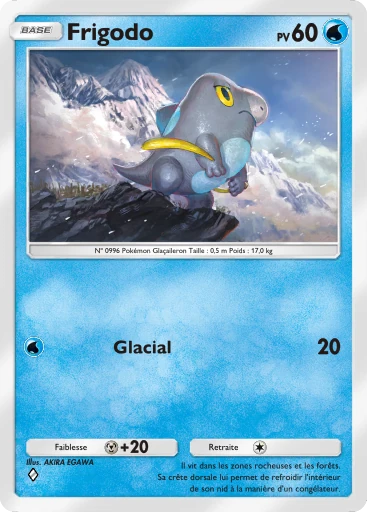 BASE
Frigodo
PV 60
N° 0996 Pokémon Glaçaileron Taille : 0,5 m Poids : 17,0 kg
Glacial 20
Faiblesse +20 Retraite
Illus. AKIRA EGAWA
Il vit dans les zones rocheuses et les forêts.
Sa crête dorsale lui permet de refroidir l'intérieur
de son nid à la manière d'un congélateur.